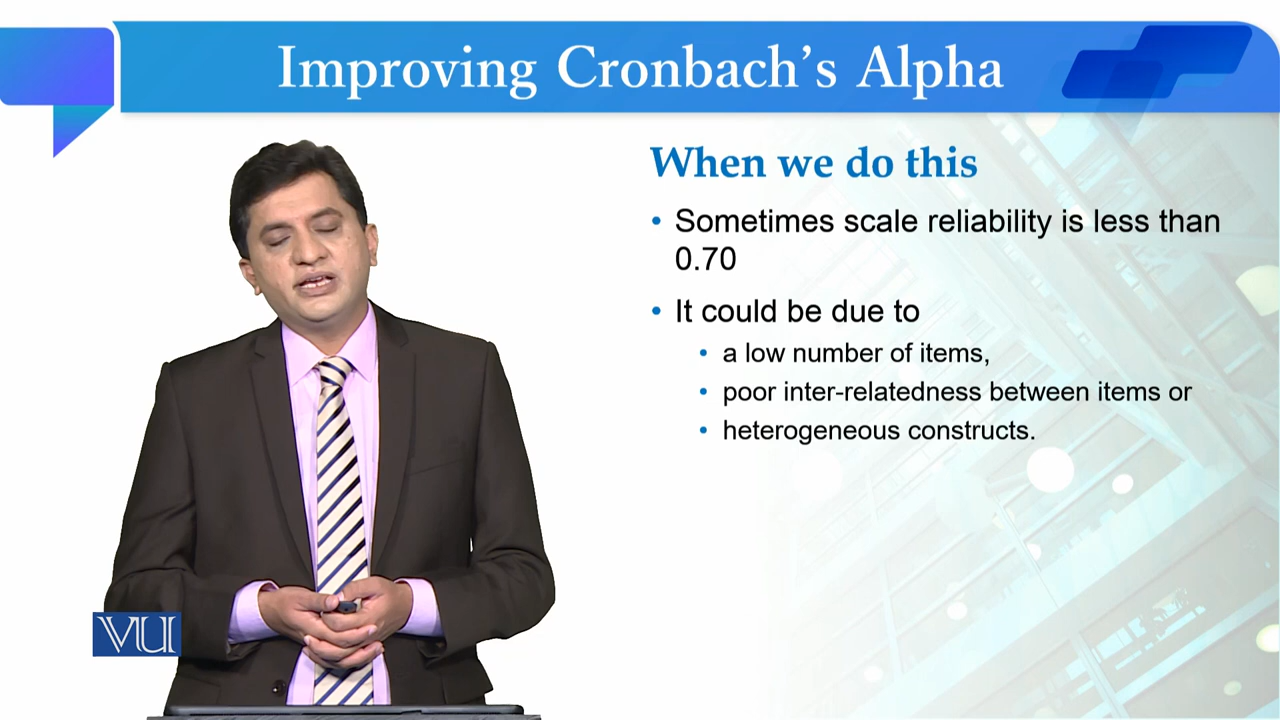 Improving Cronbach's Alpha
When we do this
• Sometimes scale reliability is less than
0.70
• It could be due to
• a low number of items,
• poor inter-relatedness between items or
• heterogeneous constructs.
VU